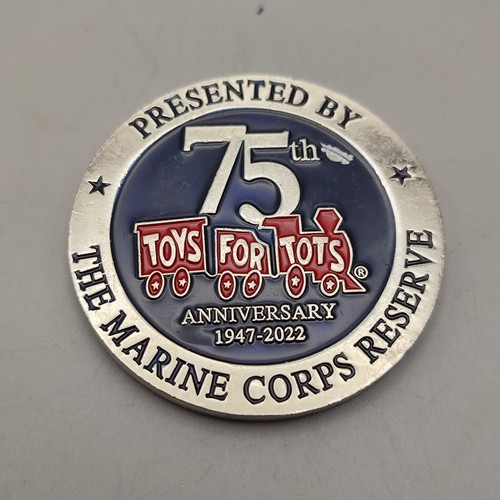 PRESENTED BY
75th
TOYS FOR TOTS®
ANNIVERSARY
1947-2022
THE MARINE CORPS RESERVE